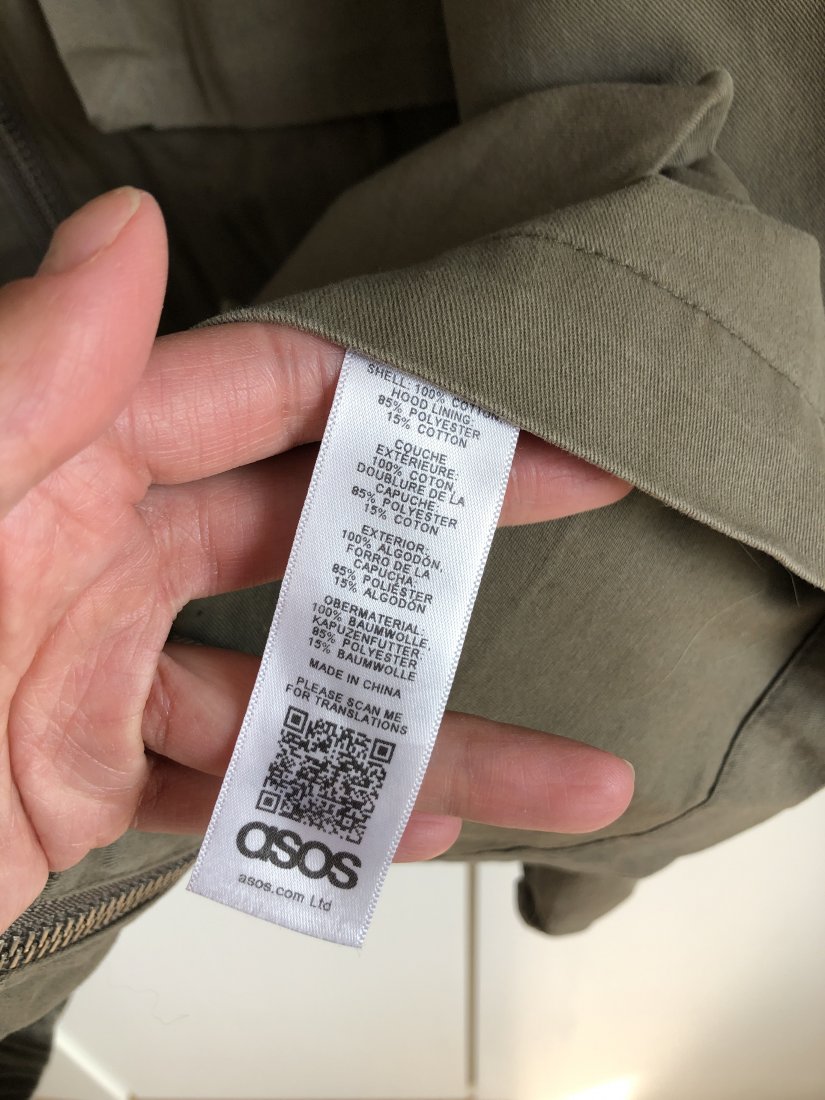 SHELL: 100% COTTON
HOOD LINING:
85% POLYESTER
15% COTTON
COUCHE
EXTÉRIEURE:
100% COTON,
DOUBLURE DE LA
CAPUCHE:
85% POLYESTER
15% COTON
EXTERIOR:
100% ALGODÓN.
FORRO DE LA
CAPUCHA:
85% POLIÉSTER
15% ALGODÓN
OBERMATERIAL:
100% BAUMWOLLE,
KAPUZENFUTTER:
85% POLYESTER
15% BAUMWOLLE
MADE IN CHINA
PLEASE SCAN ME
FOR TRANSLATIONS
asos
asos.com Ltd